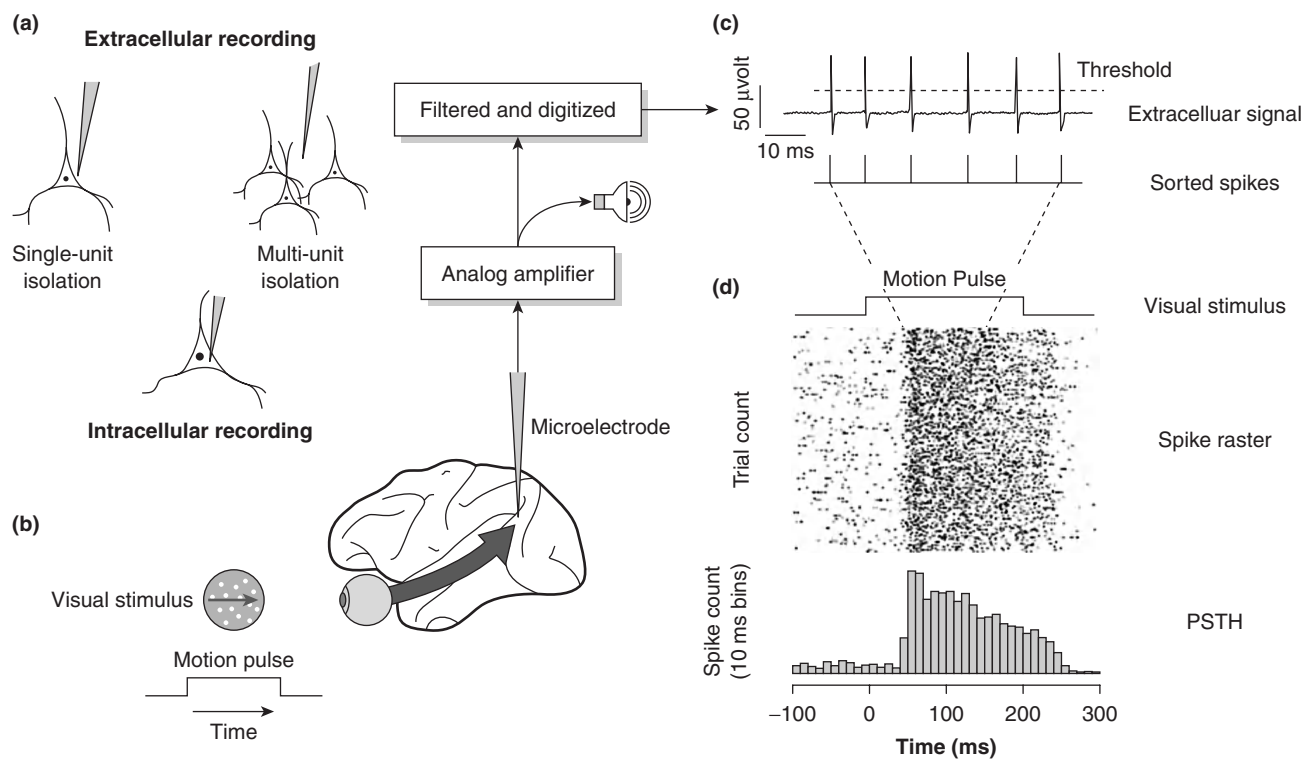 (a)
Extracellular recording
Single-unit
isolation
Multi-unit
isolation
Intracellular recording
Filtered and digitized
Analog amplifier
Microelectrode
(b)
Visual stimulus
Motion pulse
Time
(c)
50 μvolt
10 ms
Threshold
Extracelluar signal
Sorted spikes
(d)
Motion Pulse
Visual stimulus
Trial count
Spike raster
Spike count
(10 ms bins)
PSTH
–100 0 100 200 300
Time (ms)